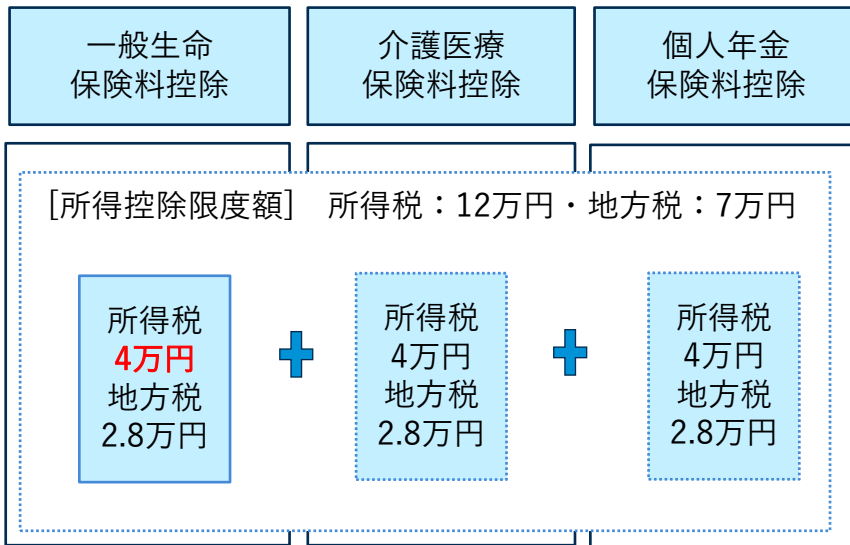 一般生命
保険料控除
介護医療
保険料控除
個人年金
保険料控除
[所得控除限度額]　所得税：12万円・地方税：7万円
所得税
4万円
地方税
2.8万円
所得税
4万円
地方税
2.8万円
所得税
4万円
地方税
2.8万円